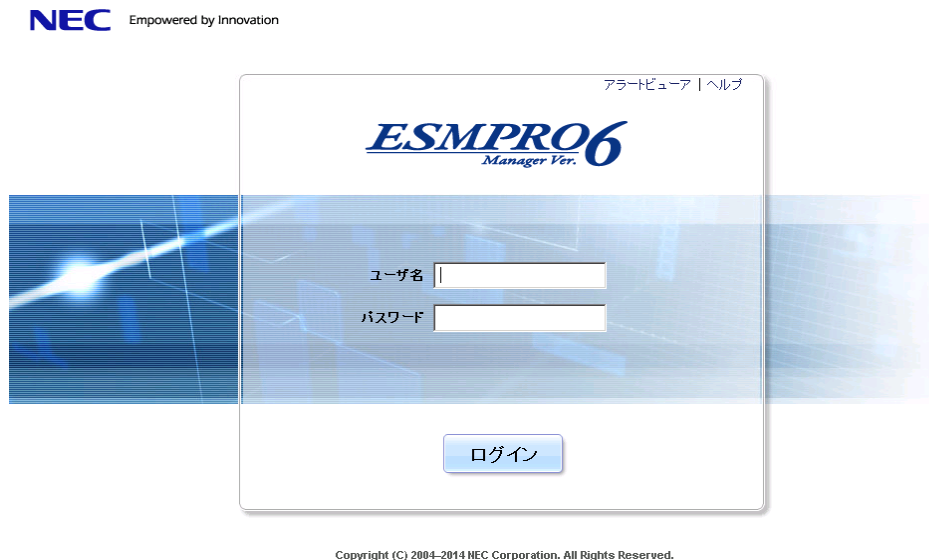 NEC Empowered by Innovation
アラートビューア | ヘルプ
ESMPRO6
Manager Ver.
ユーザ名
パスワード
ログイン
Copyright (C) 2004-2014 NEC Corporation. All Rights Reserved.